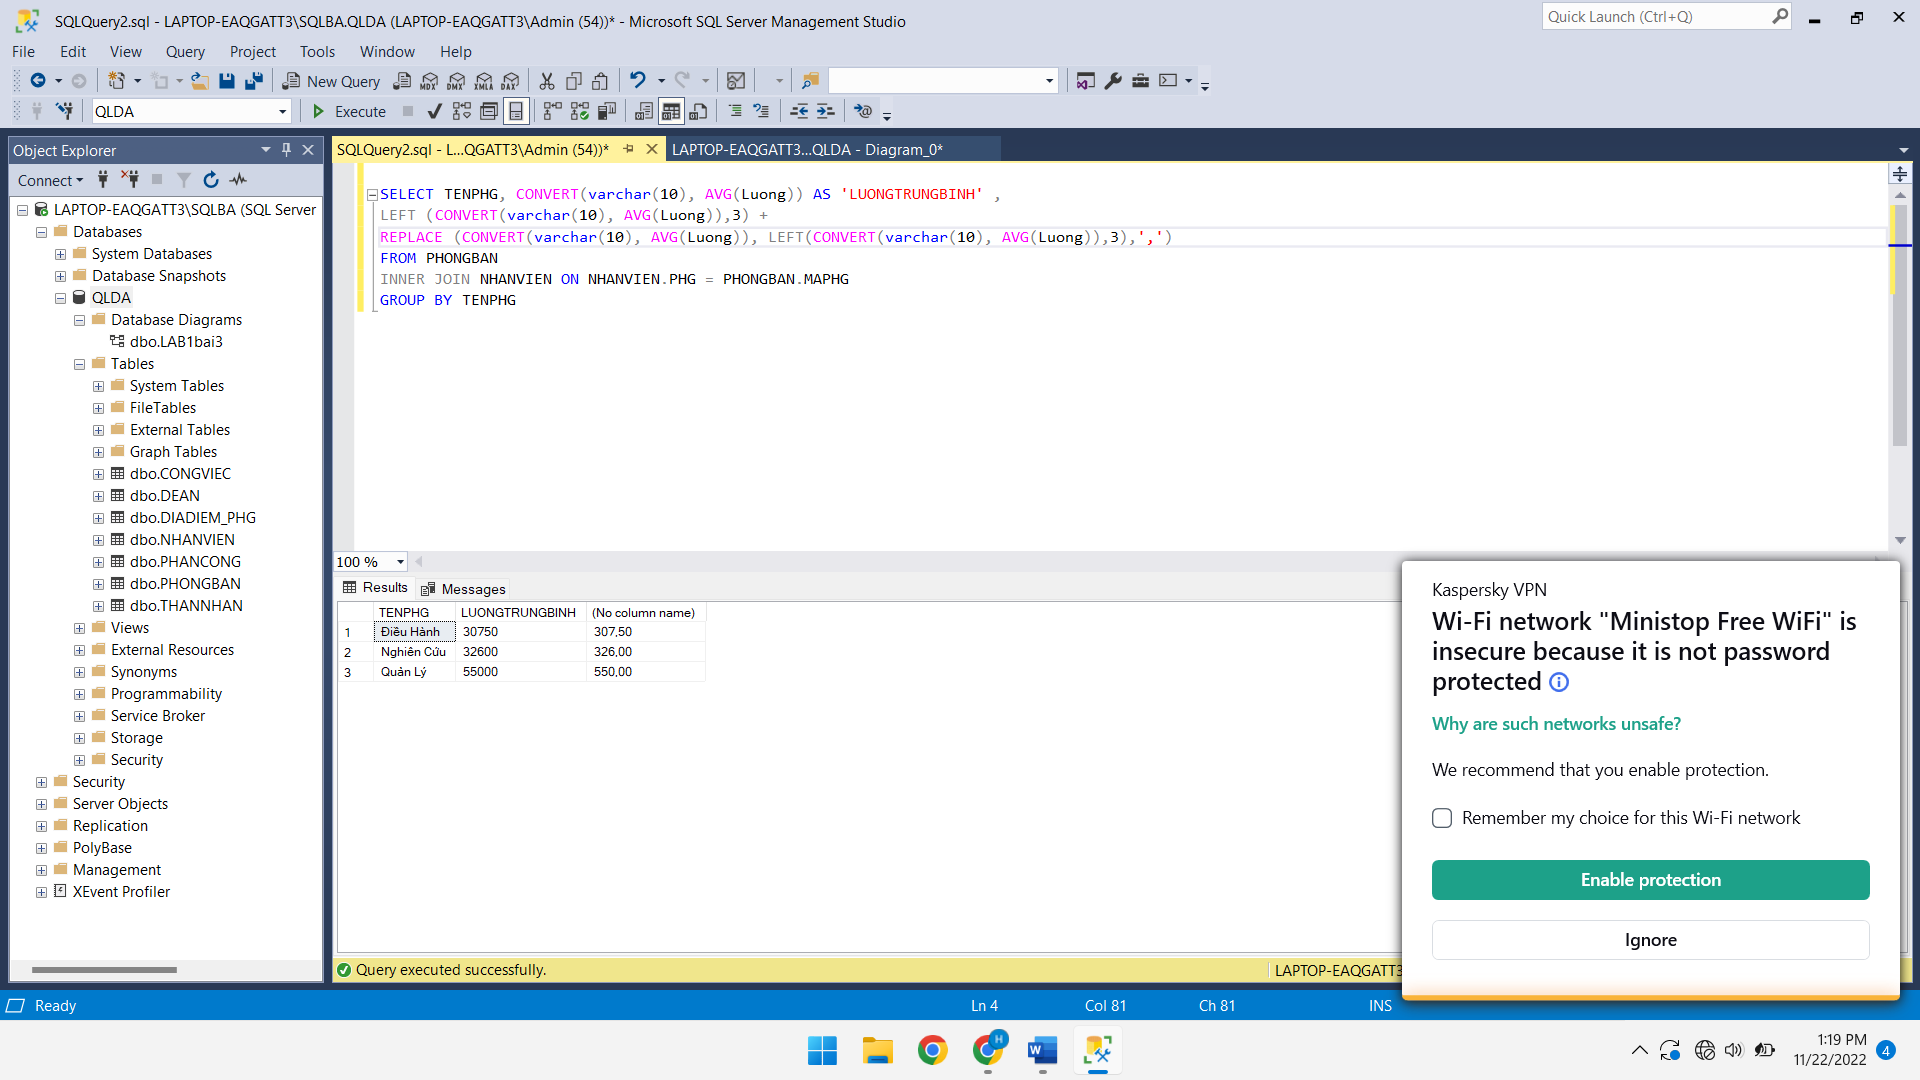 SQLQuery2.sql - LAPTOP-EAQGATT3\SQLBA.QLDA (LAPTOP-EAQGATT3\Admin (54))* - Microsoft SQL Server Management Studio
Quick Launch (Ctrl+Q)
File Edit View Query Project Tools Window Help
New Query
MDX DMX XMLA DAX
QLDA
Execute
Object Explorer
Connect
LAPTOP-EAQGATT3\SQLBA (SQL Server
Databases
System Databases
Database Snapshots
QLDA
Database Diagrams
dbo.LAB1bai3
Tables
System Tables
FileTables
External Tables
Graph Tables
dbo.CONGVIEC
dbo.DEAN
dbo.DIADIEM_PHG
dbo.NHANVIEN
dbo.PHANCONG
dbo.PHONGBAN
dbo.THANNHAN
Views
External Resources
Synonyms
Programmability
Service Broker
Storage
Security
Security
Server Objects
Replication
PolyBase
Management
XEvent Profiler
SQLQuery2.sql - L...QGATT3\Admin (54))*
LAPTOP-EAQGATT3...QLDA - Diagram_0*
SELECT TENPHG, CONVERT(varchar(10), AVG(Luong)) AS 'LUONGTRUNGBINH' ,
LEFT (CONVERT(varchar(10), AVG(Luong)),3) +
REPLACE (CONVERT(varchar(10), AVG(Luong)), LEFT(CONVERT(varchar(10), AVG(Luong)),3),',')
FROM PHONGBAN
INNER JOIN NHANVIEN ON NHANVIEN.PHG = PHONGBAN.MAPHG
GROUP BY TENPHG
100 %
Results Messages
TENPHG LUONGTRUNGBINH (No column name)
1 Điều Hành 30750 307,50
2 Nghiên Cứu 32600 326,00
3 Quản Lý 55000 550,00
Query executed successfully.
LAPTOP-EAQGATT3
Kaspersky VPN
Wi-Fi network "Ministop Free WiFi" is
insecure because it is not password
protected
Why are such networks unsafe?
We recommend that you enable protection.
Remember my choice for this Wi-Fi network
Enable protection
Ignore
Ready
Ln 4 Col 81 Ch 81 INS
H
W
1:19 PM
11/22/2022
4